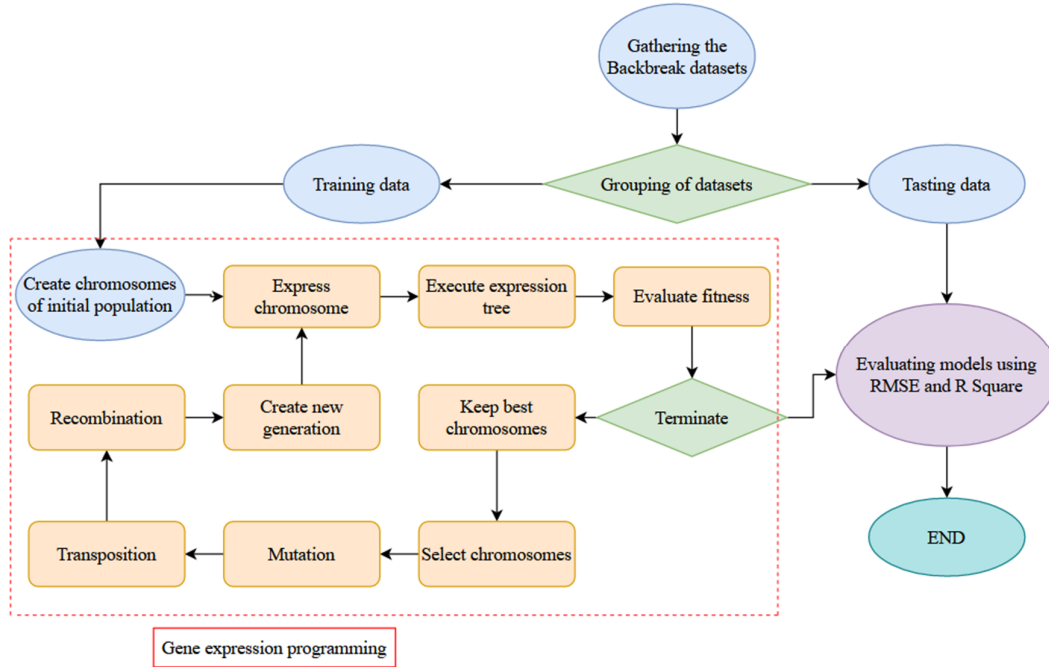 Gathering the
Backbreak datasets
Training data
Grouping of datasets
Tasting data
Create chromosomes
of initial population
Express
chromosome
Execute expression
tree
Evaluate fitness
Evaluating models using
RMSE and R Square
Recombination
Create new
generation
Keep best
chromosomes
Terminate
Transposition
Mutation
Select chromosomes
END
Gene expression programming